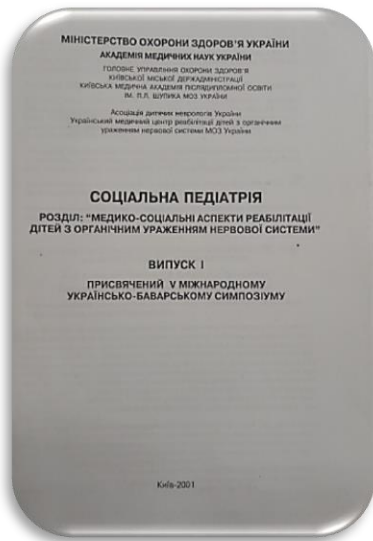 МІНІСТЕРСТВО ОХОРОНИ ЗДОРОВ'Я УКРАЇНИ
АКАДЕМІЯ МЕДИЧНИХ НАУК УКРАЇНИ
ГОЛОВНЕ УПРАВЛІННЯ ОХОРОНИ ЗДОРОВ'Я
КИЇВСЬКОЇ МІСЬКОЇ ДЕРЖАДМІНІСТРАЦІЇ
КИЇВСЬКА МЕДИЧНА АКАДЕМІЯ ПІСЛЯДИПЛОМНОЇ ОСВІТИ
ІМ. П.Л. ШУПИКА МОЗ УКРАЇНИ
Асоціація дитячих неврологів України
Український медичний центр реабілітації дітей з органічним
ураженням нервової системи МОЗ України
СОЦІАЛЬНА ПЕДІАТРІЯ
РОЗДІЛ: "МЕДИКО-СОЦІАЛЬНІ АСПЕКТИ РЕАБІЛІТАЦІЇ
ДІТЕЙ З ОРГАНІЧНИМ УРАЖЕННЯМ НЕРВОВОЇ СИСТЕМИ"
ВИПУСК І
ПРИСВЯЧЕНИЙ V МІЖНАРОДНОМУ
УКРАЇНСЬКО-БАВАРСЬКОМУ СИМПОЗІУМУ
Київ-2001